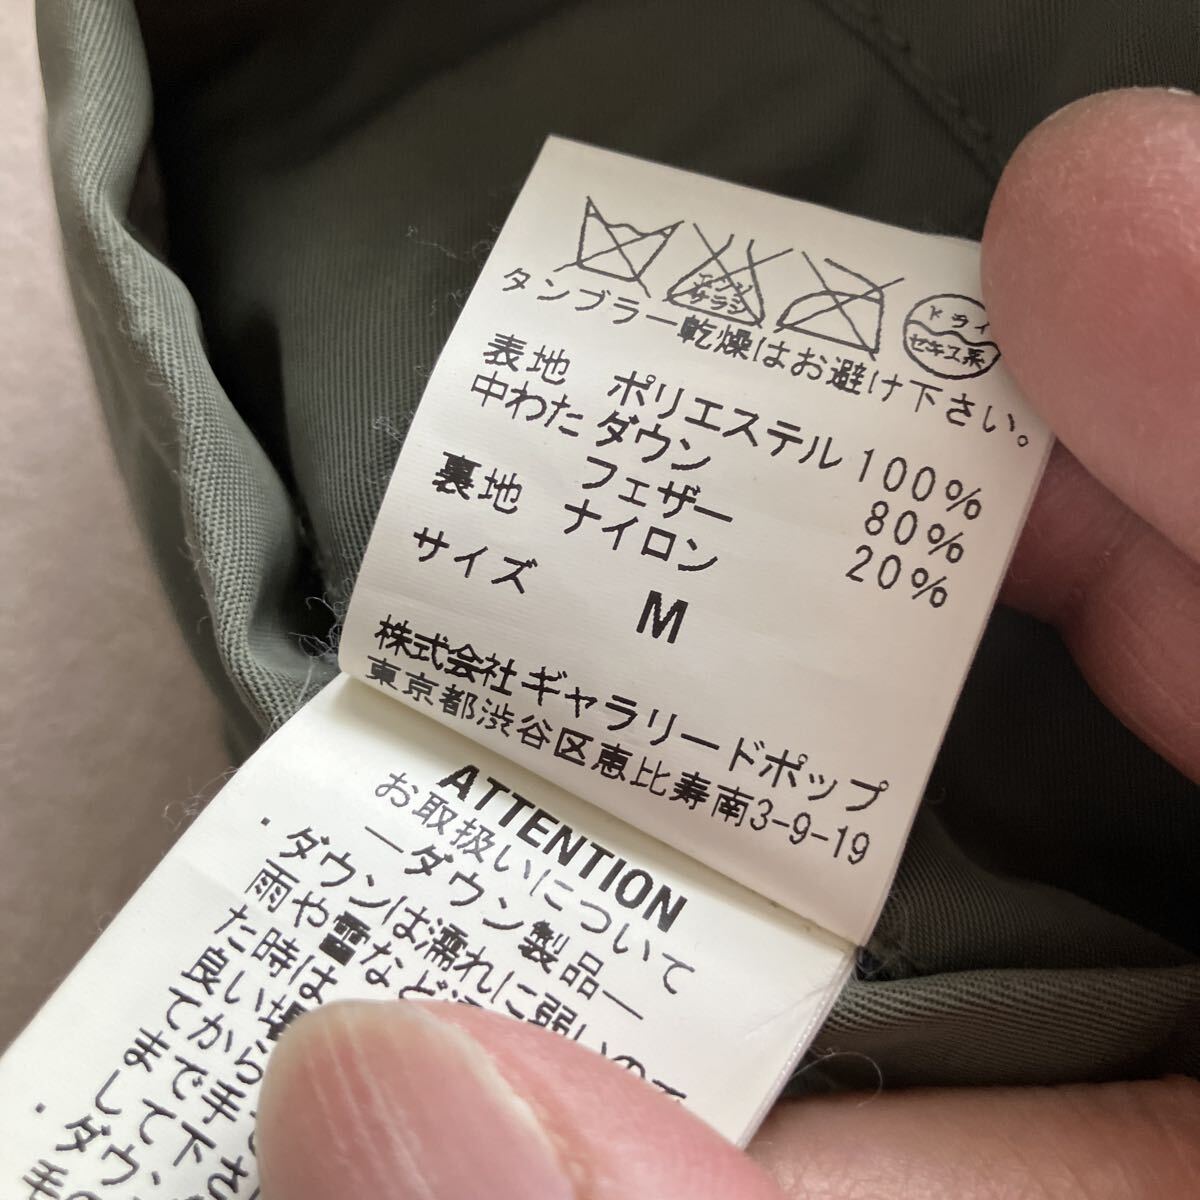 エンソ
サラシ
ドライ
セキユ系
タンブラー乾燥はお避け下さい。
表地 ポリエステル 100%
中わた ダウン 80%
フェザー 20%
裏地 ナイロン
サイズ M
株式会社ギャラリードポップ
東京都渋谷区恵比寿南3-9-19
ATTENTION
お取扱いについて
―ダウン製品―
・ダウンは濡れに弱いので
雨や雪など
た時は
良い場
でから手
まで下さ
して
・ダウ
毛の